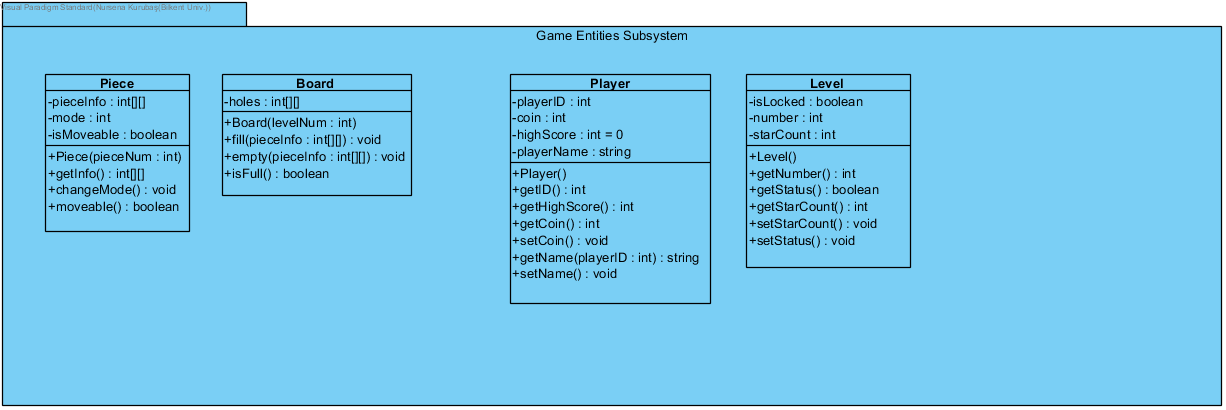 Visual Paradigm Standard(Nursena Kurubaş(Bilkent Univ.))
Game Entities Subsystem
Piece
-pieceInfo : int[][]
-mode : int
-isMoveable : boolean
+Piece(pieceNum : int)
+getInfo() : int[][]
+changeMode() : void
+moveable() : boolean
Board
-holes : int[][]
+Board(levelNum : int)
+fill(pieceInfo : int[][]) : void
+empty(pieceInfo : int[][]) : void
+isFull() : boolean
Player
-playerID : int
-coin : int
-highScore : int = 0
-playerName : string
+Player()
+getID() : int
+getHighScore() : int
+getCoin() : int
+setCoin() : void
+getName(playerID : int) : string
+setName() : void
Level
-isLocked : boolean
-number : int
-starCount : int
+Level()
+getNumber() : int
+getStatus() : boolean
+getStarCount() : int
+setStarCount() : void
+setStatus() : void